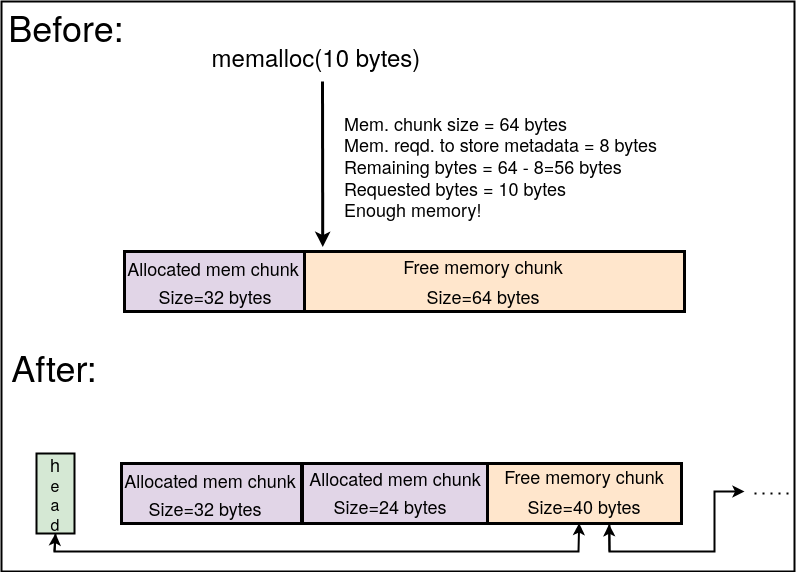 Before:
memalloc(10 bytes)
Mem. chunk size = 64 bytes
Mem. reqd. to store metadata = 8 bytes
Remaining bytes = 64 - 8=56 bytes
Requested bytes = 10 bytes
Enough memory!
Allocated mem chunk
Size=32 bytes
Free memory chunk
Size=64 bytes
After:
head
Allocated mem chunk
Size=32 bytes
Allocated mem chunk
Size=24 bytes
Free memory chunk
Size=40 bytes
.....